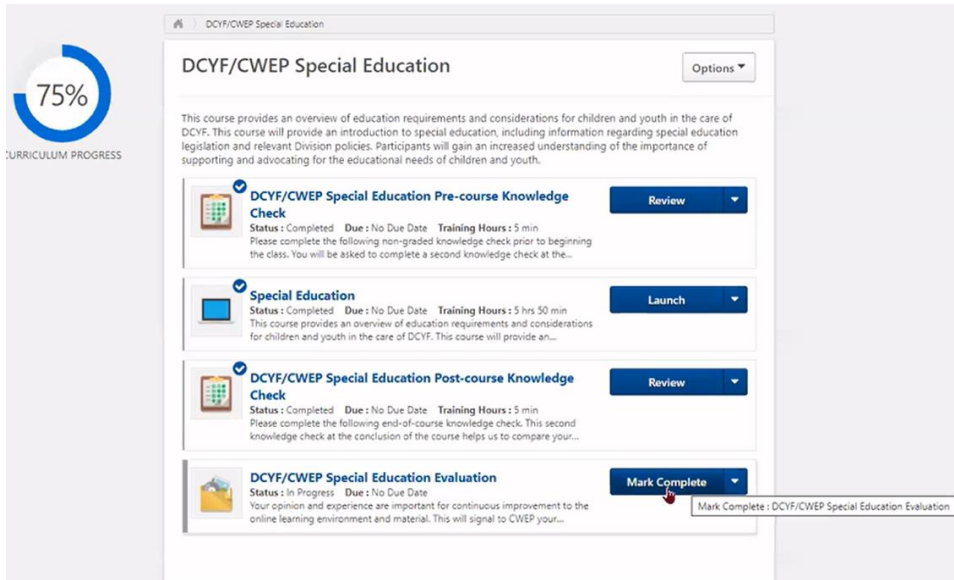 DCYF/CWEP Special Education
75%
CURRICULUM PROGRESS
DCYF/CWEP Special Education
Options
This course provides an overview of education requirements and considerations for children and youth in the care of
DCYF. This course will provide an introduction to special education, including information regarding special education
legislation and relevant Division policies. Participants will gain an increased understanding of the importance of
supporting and advocating for the educational needs of children and youth.
DCYF/CWEP Special Education Pre-course Knowledge
Check
Status : Completed Due : No Due Date Training Hours : 5 min
Please complete the following non-graded knowledge check prior to beginning
the class. You will be asked to complete a second knowledge check at the...
Review
Special Education
Status : Completed Due : No Due Date Training Hours : 5 hrs 50 min
This course provides an overview of education requirements and considerations
for children and youth in the care of DCYF. This course will provide an...
Launch
DCYF/CWEP Special Education Post-course Knowledge
Check
Status : Completed Due : No Due Date Training Hours : 5 min
Please complete the following end-of-course knowledge check. This second
knowledge check at the conclusion of the course helps us to compare your...
Review
DCYF/CWEP Special Education Evaluation
Status : In Progress Due : No Due Date
Your opinion and experience are important for continuous improvement to the
online learning environment and material. This will signal to CWEP your...
Mark Complete
Mark Complete : DCYF/CWEP Special Education Evaluation